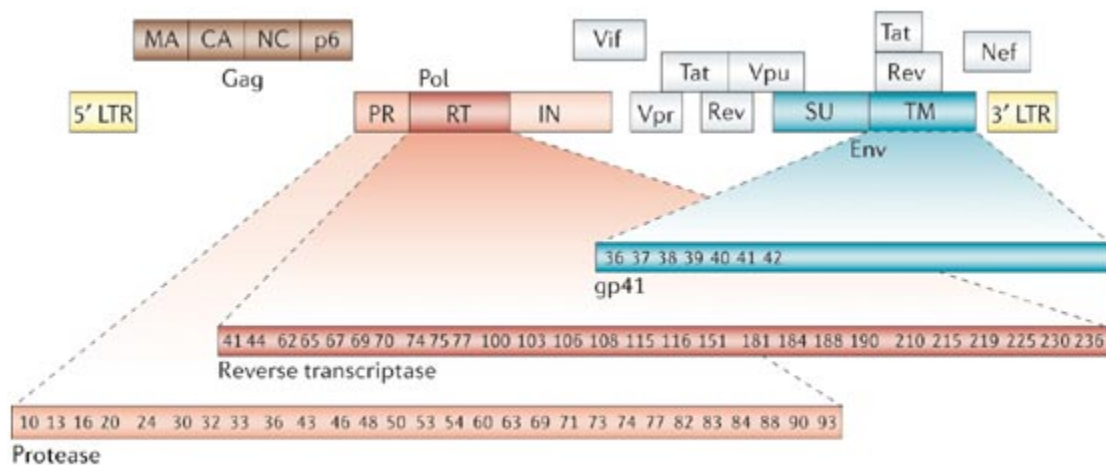 Tat
MA CA NC p6 Vif Nef
Gag Pol Tat Vpu Rev
5′ LTR PR RT IN Vpr Rev SU TM 3′ LTR
Env
36 37 38 39 40 41 42
gp41
41 44 62 65 67 69 70 74 75 77 100 103 106 108 115 116 151 181 184 188 190 210 215 219 225 230 236
Reverse transcriptase
10 13 16 20 24 30 32 33 36 43 46 48 50 53 54 60 63 69 71 73 74 77 82 83 84 88 90 93
Protease